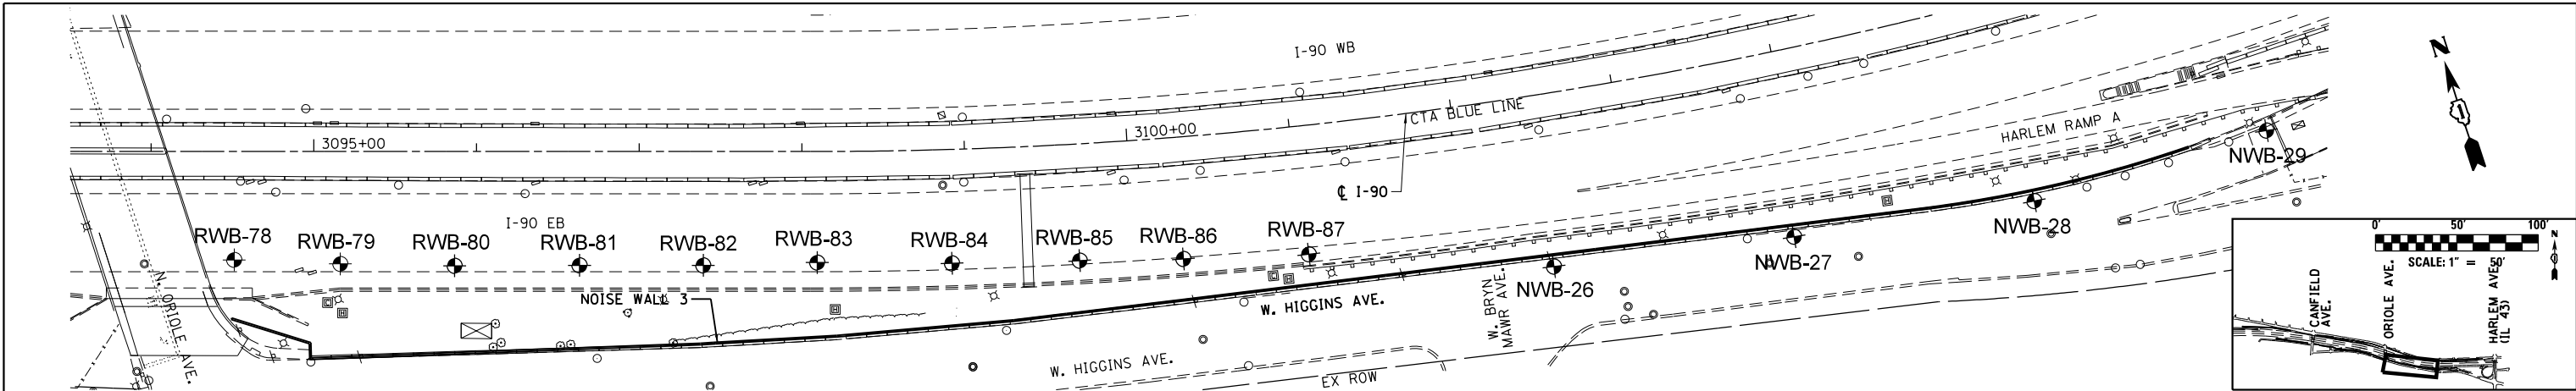 I-90 WB
N
CTA BLUE LINE
3100+00
3095+00
HARLEM RAMP A
NWB-29
℄ I-90
I-90 EB
RWB-78
RWB-79
RWB-80
RWB-81
RWB-82
RWB-83
RWB-84
RWB-85
RWB-86
RWB-87
NWB-28
NWB-27
NWB-26
N. ORIOLE AVE.
NOISE WALL 3
W. HIGGINS AVE.
W. BRYN
MAWR AVE.
W. HIGGINS AVE.
EX ROW
0' 50' 100'
SCALE: 1" = 50'
N
CANFIELD
AVE.
ORIOLE AVE.
HARLEM AVE
(IL 43)